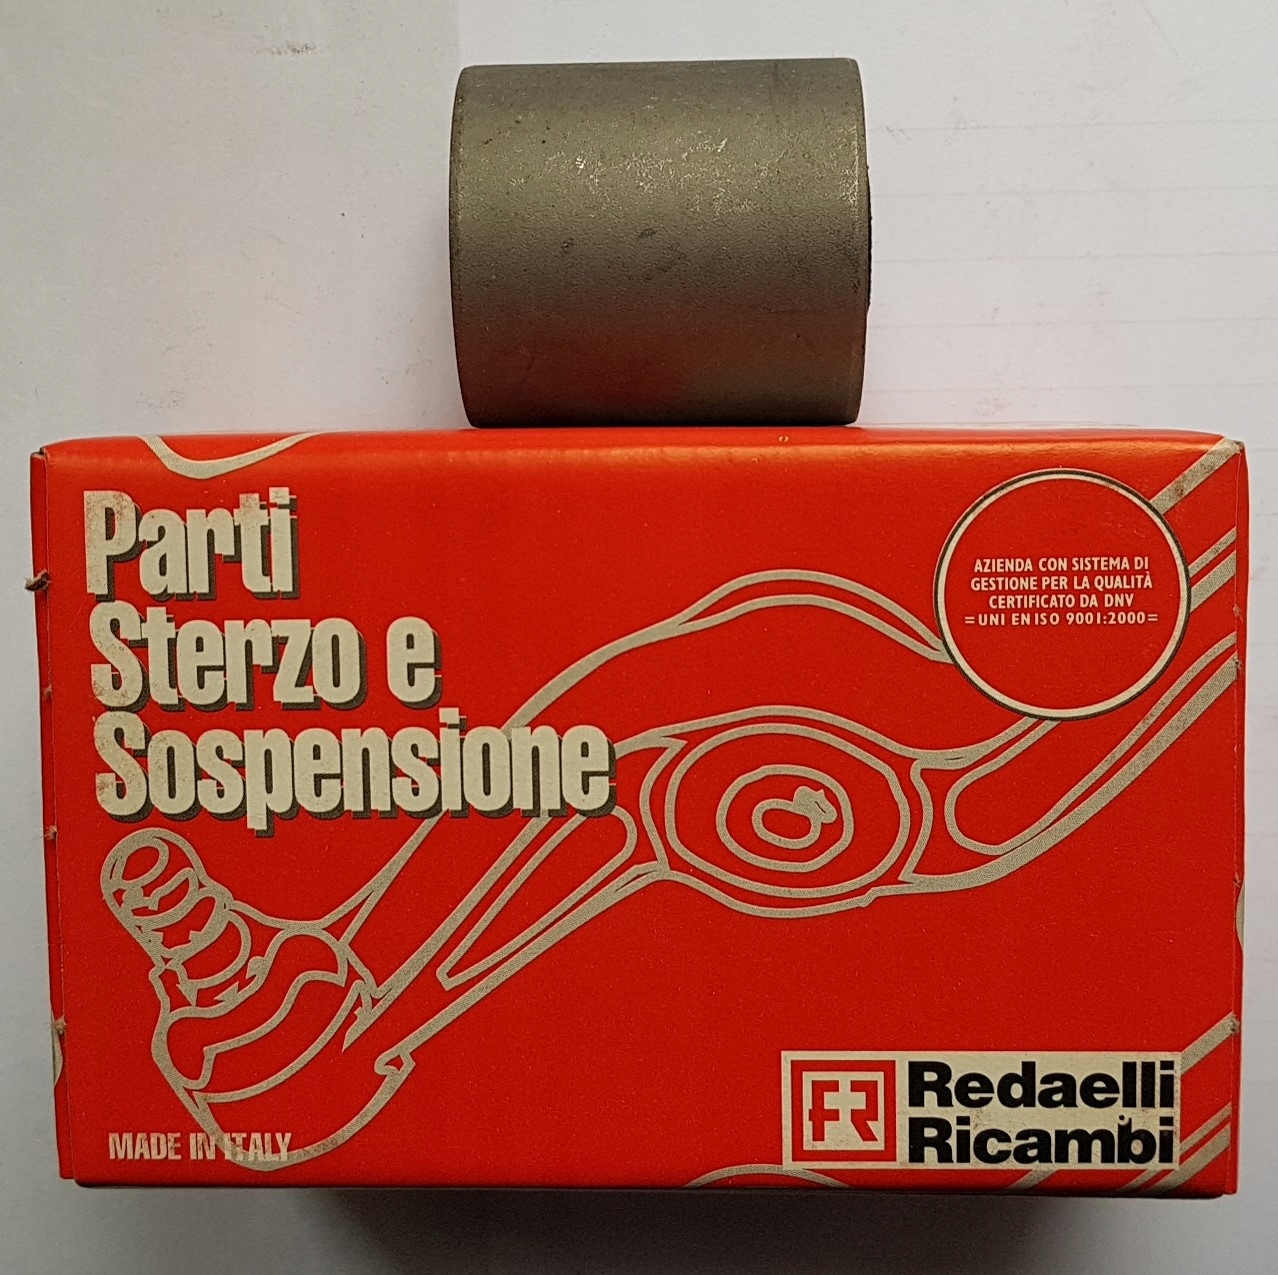 Parti
Sterzo e
Sospensione
AZIENDA CON SISTEMA DI
GESTIONE PER LA QUALITÀ
CERTIFICATO DA DNV
=UNI EN ISO 9001:2000=
MADE IN ITALY
FR Redaelli
Ricambi